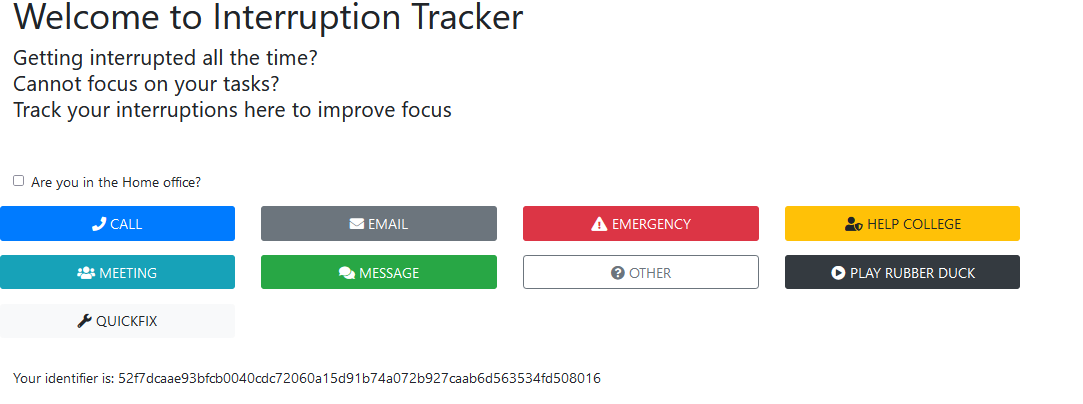 Welcome to Interruption Tracker
Getting interrupted all the time?
Cannot focus on your tasks?
Track your interruptions here to improve focus
Are you in the Home office?
CALL
EMAIL
EMERGENCY
HELP COLLEGE
MEETING
MESSAGE
OTHER
PLAY RUBBER DUCK
QUICKFIX
Your identifier is: 52f7dcaae93bfcb0040cdc72060a15d91b74a072b927caab6d563534fd508016